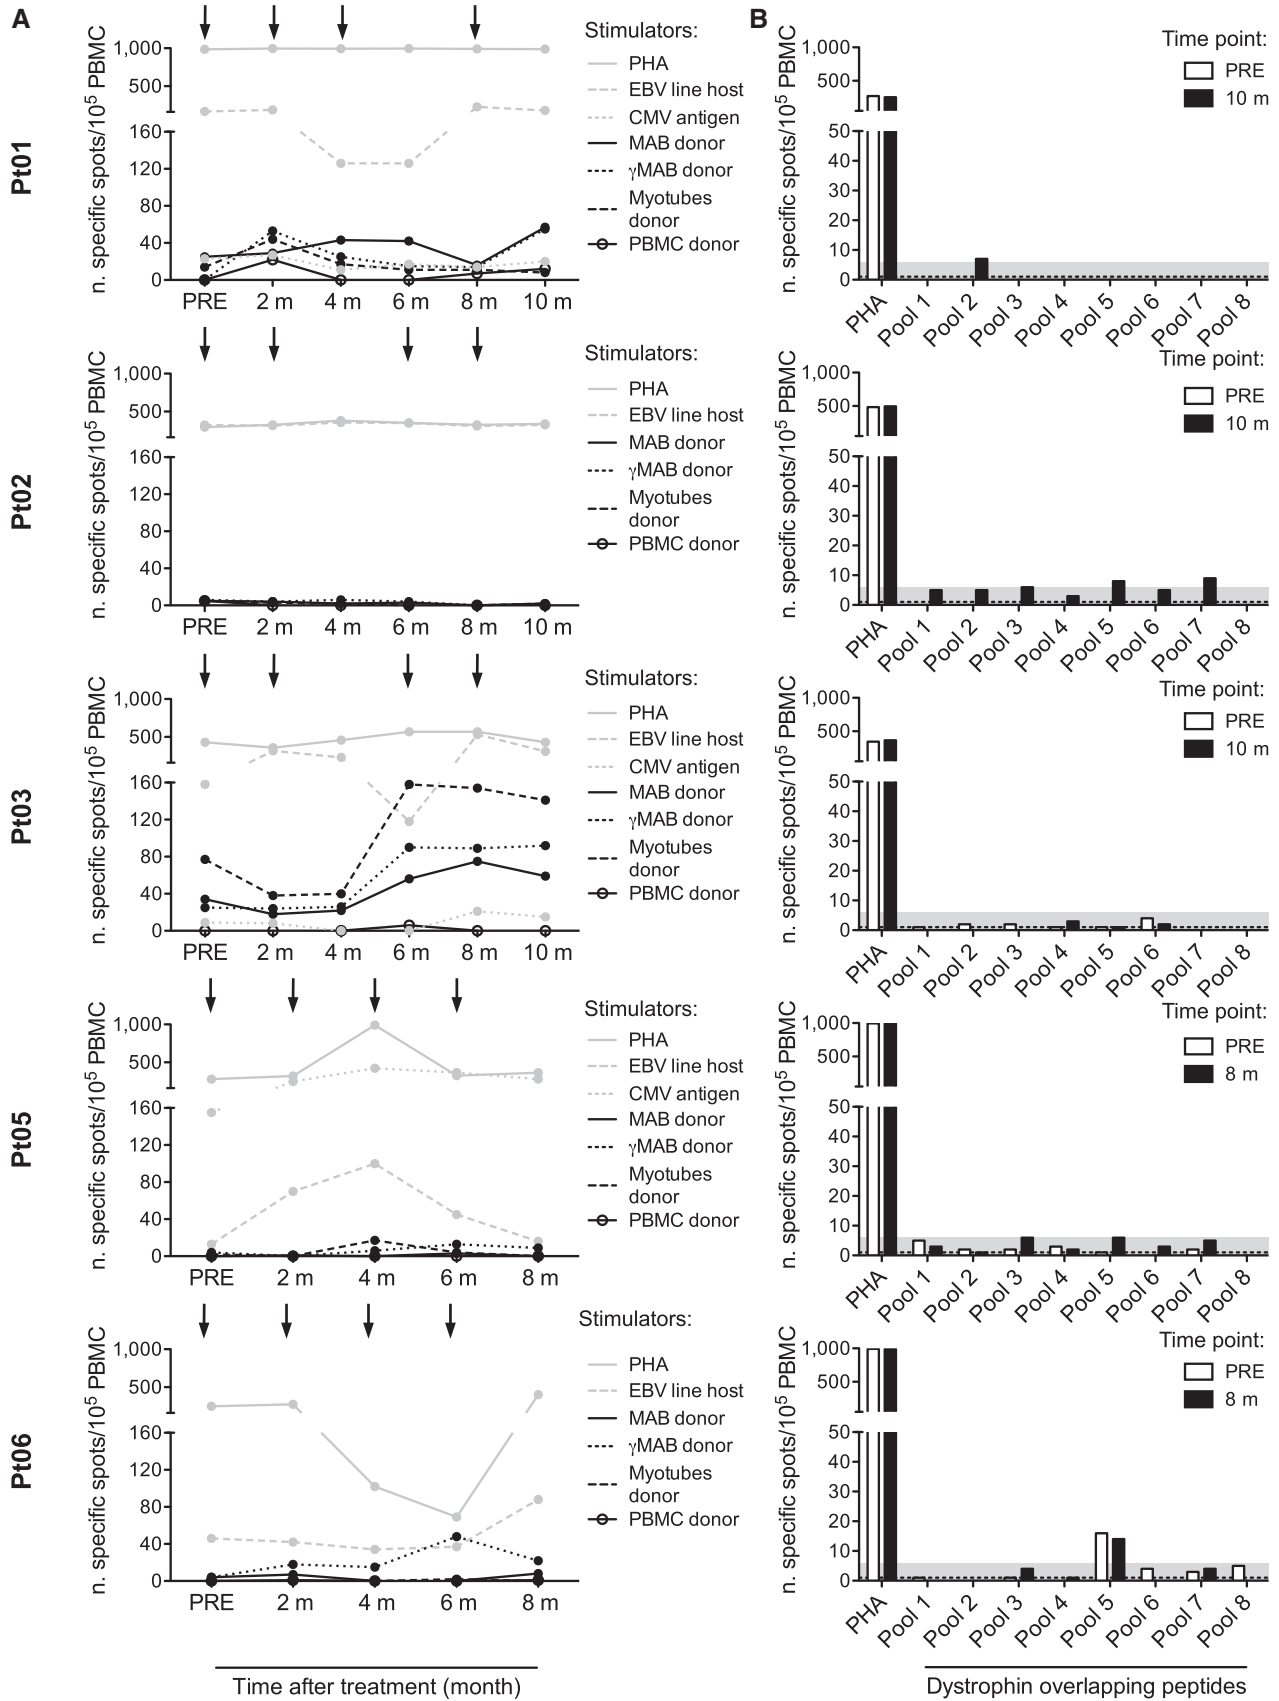 A
B
Pt01
n. specific spots/10⁵ PBMC
1,000
500
160
120
80
40
0
PRE 2 m 4 m 6 m 8 m 10 m
Stimulators:
PHA
EBV line host
CMV antigen
MAB donor
γMAB donor
Myotubes
donor
PBMC donor
n. specific spots/10⁵ PBMC
1,000
500
50
40
30
20
10
0
PHA Pool 1 Pool 2 Pool 3 Pool 4 Pool 5 Pool 6 Pool 7 Pool 8
Time point:
PRE
10 m
Pt02
n. specific spots/10⁵ PBMC
1,000
500
160
120
80
40
0
PRE 2 m 4 m 6 m 8 m 10 m
Stimulators:
PHA
EBV line host
MAB donor
γMAB donor
Myotubes
donor
PBMC donor
n. specific spots/10⁵ PBMC
1,000
500
50
40
30
20
10
0
PHA Pool 1 Pool 2 Pool 3 Pool 4 Pool 5 Pool 6 Pool 7 Pool 8
Time point:
PRE
10 m
Pt03
n. specific spots/10⁵ PBMC
1,000
500
160
120
80
40
0
PRE 2 m 4 m 6 m 8 m 10 m
Stimulators:
PHA
EBV line host
CMV antigen
MAB donor
γMAB donor
Myotubes
donor
PBMC donor
n. specific spots/10⁵ PBMC
1,000
500
50
40
30
20
10
0
PHA Pool 1 Pool 2 Pool 3 Pool 4 Pool 5 Pool 6 Pool 7 Pool 8
Time point:
PRE
10 m
Pt05
n. specific spots/10⁵ PBMC
1,000
500
160
120
80
40
0
PRE 2 m 4 m 6 m 8 m
Stimulators:
PHA
EBV line host
CMV antigen
MAB donor
γMAB donor
Myotubes
donor
PBMC donor
n. specific spots/10⁵ PBMC
1,000
500
50
40
30
20
10
0
PHA Pool 1 Pool 2 Pool 3 Pool 4 Pool 5 Pool 6 Pool 7 Pool 8
Time point:
PRE
8 m
Pt06
n. specific spots/10⁵ PBMC
1,000
500
160
120
80
40
0
PRE 2 m 4 m 6 m 8 m
Stimulators:
PHA
EBV line host
MAB donor
γMAB donor
Myotubes
donor
PBMC donor
n. specific spots/10⁵ PBMC
1,000
500
50
40
30
20
10
0
PHA Pool 1 Pool 2 Pool 3 Pool 4 Pool 5 Pool 6 Pool 7 Pool 8
Time point:
PRE
8 m
Time after treatment (month)
Dystrophin overlapping peptides